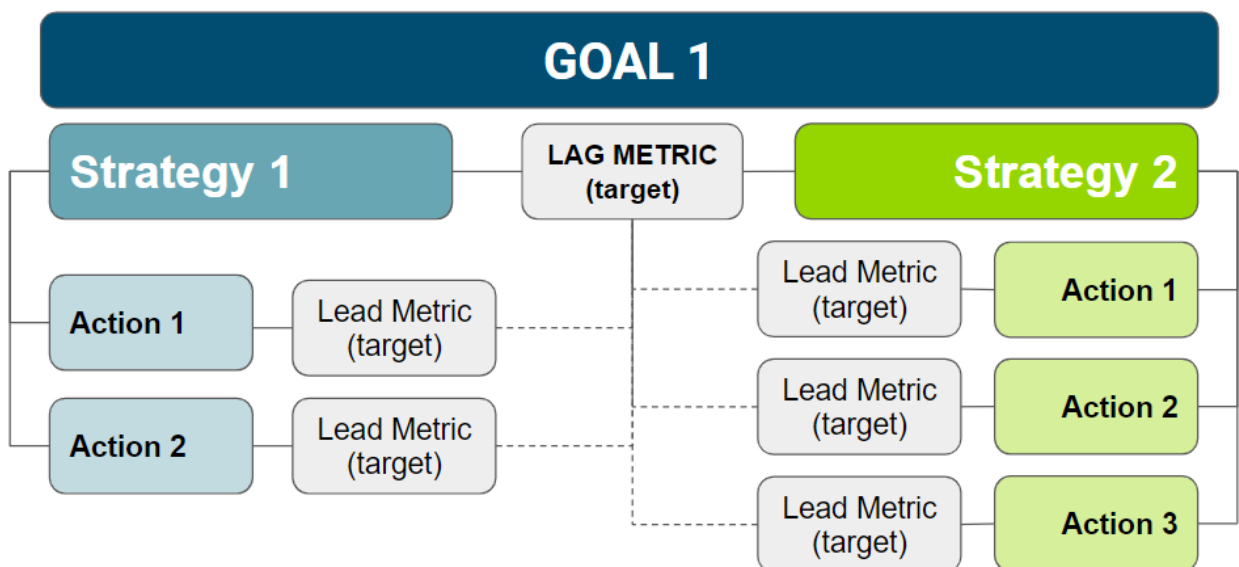 GOAL 1
Strategy 1
LAG METRIC
(target)
Strategy 2
Action 1
Lead Metric
(target)
Action 2
Lead Metric
(target)
Lead Metric
(target)
Action 1
Lead Metric
(target)
Action 2
Lead Metric
(target)
Action 3